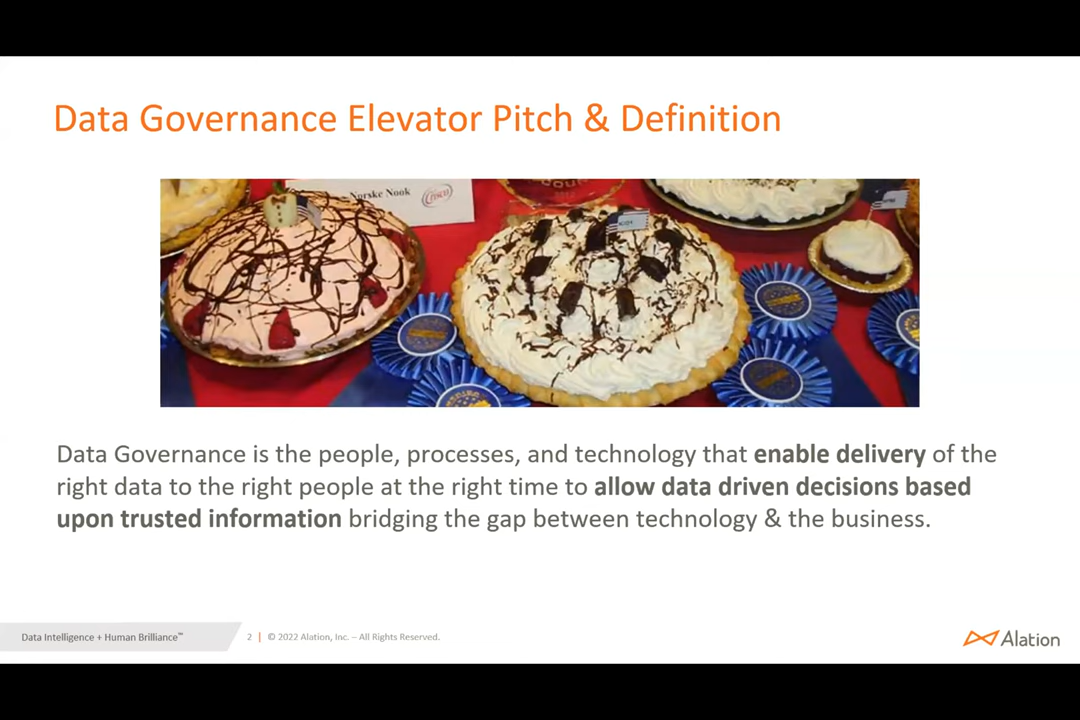 Data Governance Elevator Pitch & Definition
Norske Nook
Crisco
Data Governance is the people, processes, and technology that enable delivery of the
right data to the right people at the right time to allow data driven decisions based
upon trusted information bridging the gap between technology & the business.
Data Intelligence + Human Brilliance™
2 | © 2022 Alation, Inc. – All Rights Reserved.
Alation